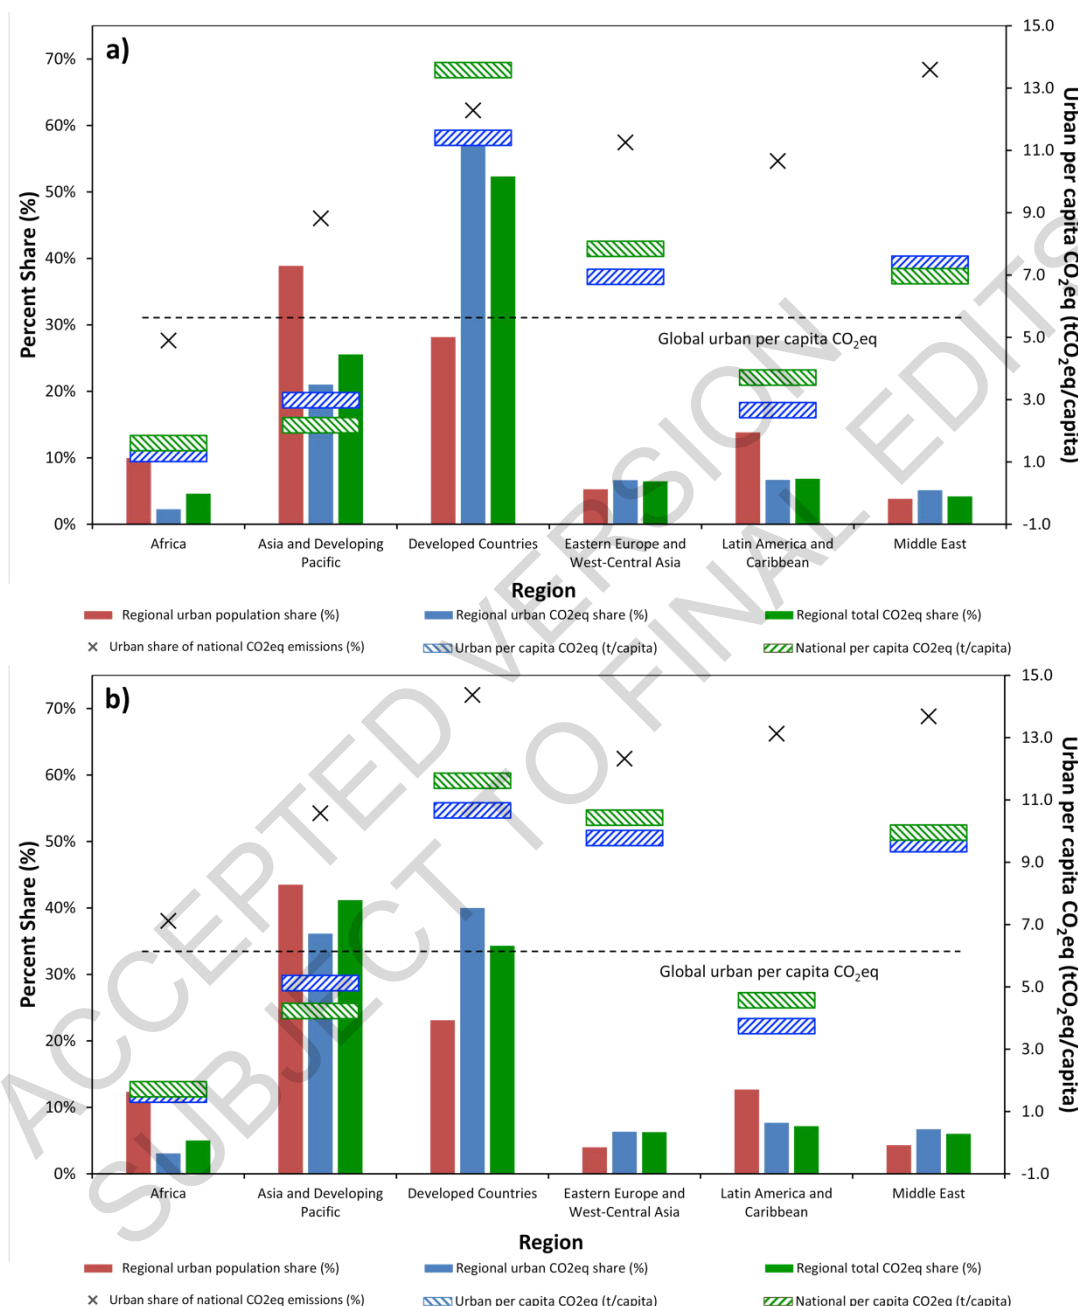 a)
70%
60%
50%
40%
30%
20%
10%
0%
Percent Share (%)
15.0
13.0
11.0
9.0
7.0
5.0
3.0
1.0
-1.0
Urban per capita CO2eq (tCO2eq/capita)
Global urban per capita CO2eq
Africa
Asia and Developing Pacific
Developed Countries
Eastern Europe and West-Central Asia
Latin America and Caribbean
Middle East
Region
Regional urban population share (%)
Regional urban CO2eq share (%)
Regional total CO2eq share (%)
Urban share of national CO2eq emissions (%)
Urban per capita CO2eq (t/capita)
National per capita CO2eq (t/capita)
b)
70%
60%
50%
40%
30%
20%
10%
0%
Percent Share (%)
15.0
13.0
11.0
9.0
7.0
5.0
3.0
1.0
-1.0
Urban per capita CO2eq (tCO2eq/capita)
Global urban per capita CO2eq
Africa
Asia and Developing Pacific
Developed Countries
Eastern Europe and West-Central Asia
Latin America and Caribbean
Middle East
Region
Regional urban population share (%)
Regional urban CO2eq share (%)
Regional total CO2eq share (%)
Urban share of national CO2eq emissions (%)
Urban per capita CO2eq (t/capita)
National per capita CO2eq (t/capita)
ACCEPTED VERSION
SUBJECT TO FINAL EDITS